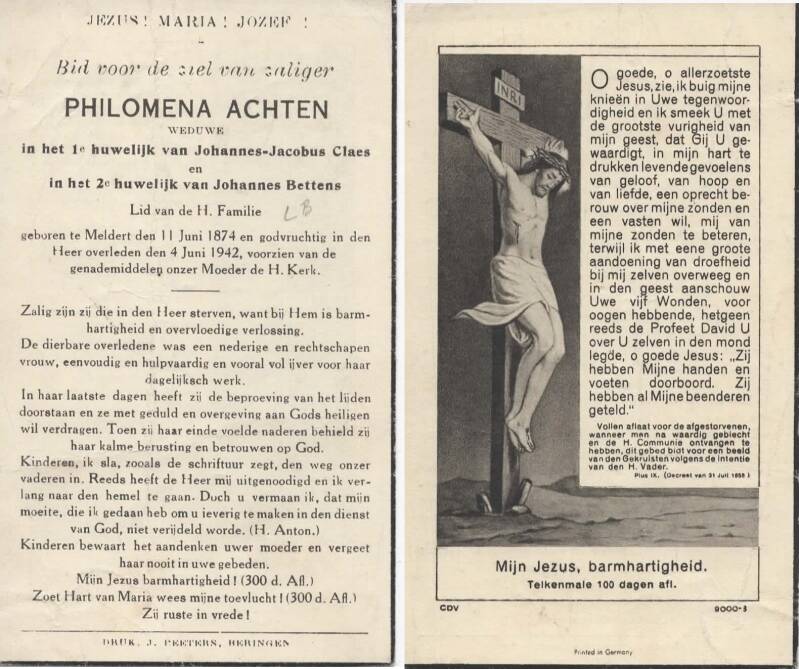 JEZUS! MARIA! JOZEF!
Bid voor de ziel van zaliger
PHILOMENA ACHTEN
WEDUWE
in het 1e huwelijk van Johannes-Jacobus Claes
en
in het 2e huwelijk van Johannes Bettens
Lid van de H. Familie
LB
geboren te Meldert den 11 Juni 1874 en godvruchtig in den
Heer overleden den 4 Juni 1942, voorzien van de
genademiddelen onzer Moeder de H. Kerk.
Zalig zijn zij die in den Heer sterven, want bij Hem is barm-
hartigheid en overvloedige verlossing.
De dierbare overledene was een nederige en rechtschapen
vrouw, eenvoudig en hulpvaardig en vooral vol ijver voor haar
dagelijksch werk.
In haar laatste dagen heeft zij de beproeving van het lijden
doorstaan en ze met geduld en overgeving aan Gods heiligen
wil verdragen. Toen zij haar einde voelde naderen behield zij
haar kalme berusting en betrouwen op God.
Kinderen, ik sla, zooals de schriftuur zegt, den weg onzer
vaderen in. Reeds heeft de Heer mij uitgenoodigd en ik ver-
lang naar den hemel te gaan. Doch u vermaan ik, dat mijn
moeite, die ik gedaan heb om u ieverig te maken in den dienst
van God, niet verijdeld worde. (H. Anton.)
Kinderen bewaart het aandenken uwer moeder en vergeet
haar nooit in uwe gebeden.
Mijn Jezus barmhartigheid! (300 d. Afl.)
Zoet Hart van Maria wees mijne toevlucht! (300 d. Afl.)
Zij ruste in vrede!
DRUK. J. PEETERS, BERINGEN
INRI
O goede, o allerzoetste
Jesus, zie, ik buig mijne
knieën in Uwe tegenwoor-
digheid en ik smeek U met
de grootste vurigheid van
mijn geest, dat Gij U ge-
waardigt, in mijn hart te
drukken levende gevoelens
van geloof, van hoop en
van liefde, een oprecht be-
rouw over mijne zonden en
een vasten wil, mij van
mijne zonden te beteren,
terwijl ik met eene groote
aandoening van droefheid
bij mij zelven overweeg en
in den geest aanschouw
Uwe vijf Wonden, voor
oogen hebbende, hetgeen
reeds de Profeet David U
over U zelven in den mond
legde, o goede Jesus: „Zij
hebben Mijne handen en
voeten doorboord. Zij
hebben al Mijne beenderen
geteld."
Vollen aflaat voor de afgestorvenen,
wanneer men na waardig gebiecht
en de H. Communie ontvangen te
hebben, dit gebed bidt voor een beeld
van den Gekruisten volgens de intentie
van den H. Vader.
Pius IX. (Decreet van 31 Juli 1858)
Mijn Jezus, barmhartigheid.
Telkenmale 100 dagen afl.
CDV
9000-3
Printed in Germany